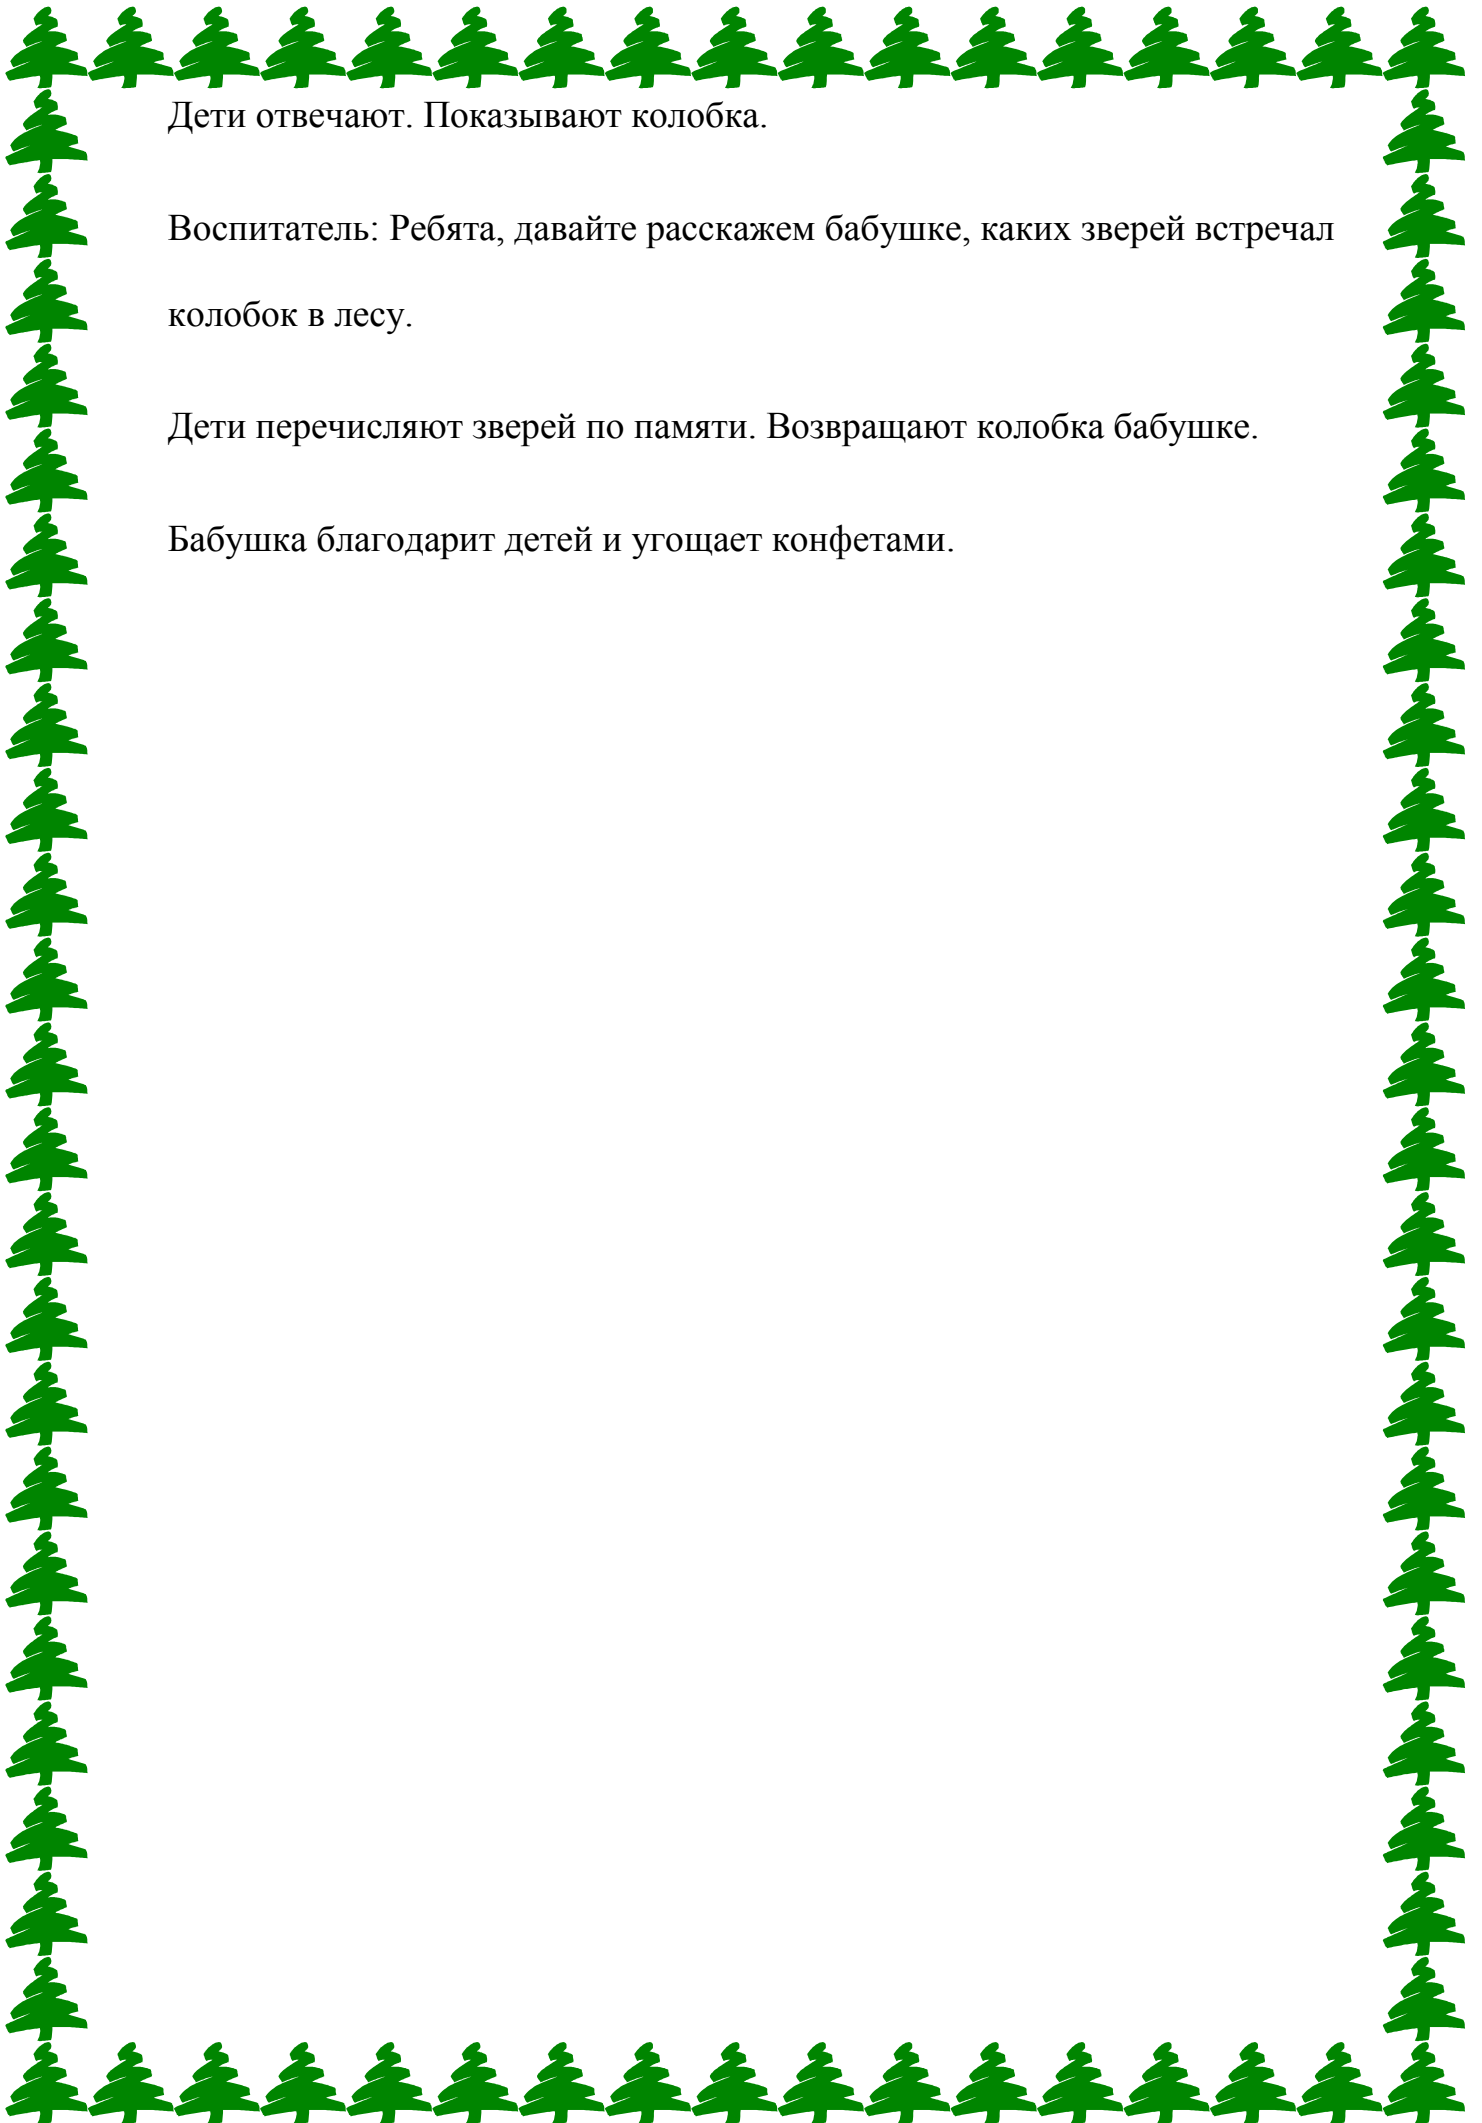 Дети отвечают. Показывают колобка.
Воспитатель: Ребята, давайте расскажем бабушке, каких зверей встречал
колобок в лесу.
Дети перечисляют зверей по памяти. Возвращают колобка бабушке.
Бабушка благодарит детей и угощает конфетами.